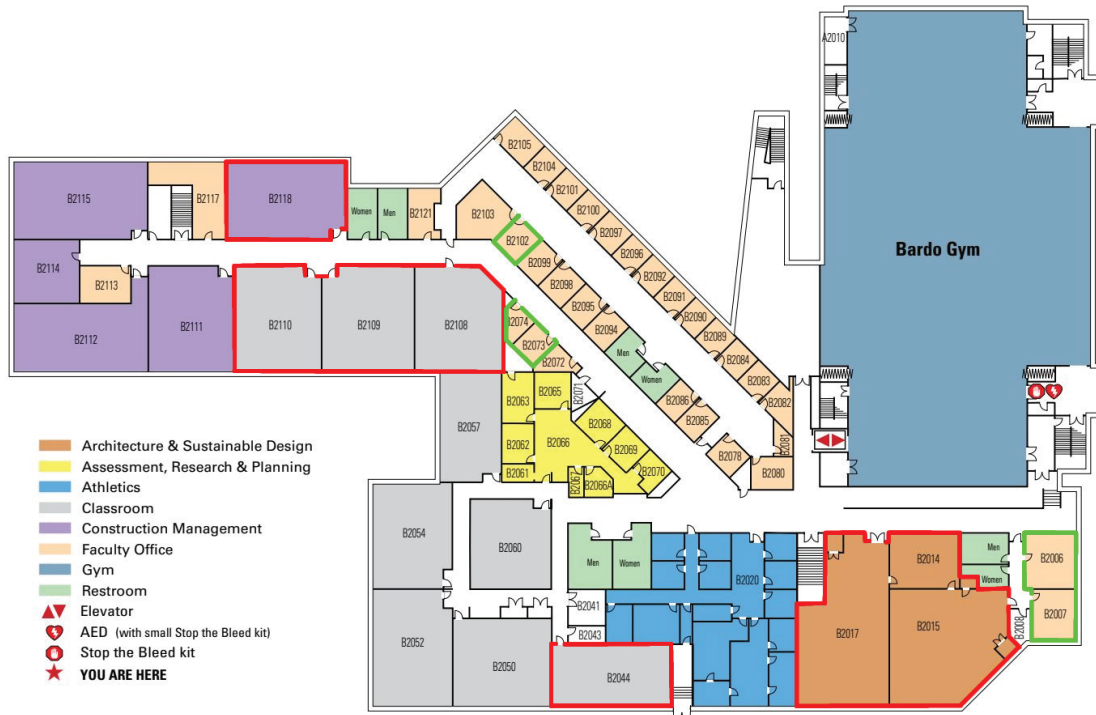 A2010
Bardo Gym
B2105
B2104
B2101
B2100
B2097
B2096
B2092
B2091
B2090
B2089
B2084
B2083
B2082
B2081
B2080
B2078
B2115
B2117
B2118
Women
Men
B2121
B2103
B2102
B2099
B2098
B2095
B2094
Men
Women
B2086
B2085
B2114
B2113
B2112
B2111
B2110
B2109
B2108
B2074
B2073
B2072
B2071
B2057
B2063
B2065
B2062
B2066
B2061
B2068
B2069
B2070
B2067
B2066A
B2054
B2060
Men
Women
B2020
B2041
B2043
B2052
B2050
B2044
B2017
B2014
B2015
Men
Women
B2008
B2006
B2007
Architecture & Sustainable Design
Assessment, Research & Planning
Athletics
Classroom
Construction Management
Faculty Office
Gym
Restroom
Elevator
AED (with small Stop the Bleed kit)
Stop the Bleed kit
YOU ARE HERE